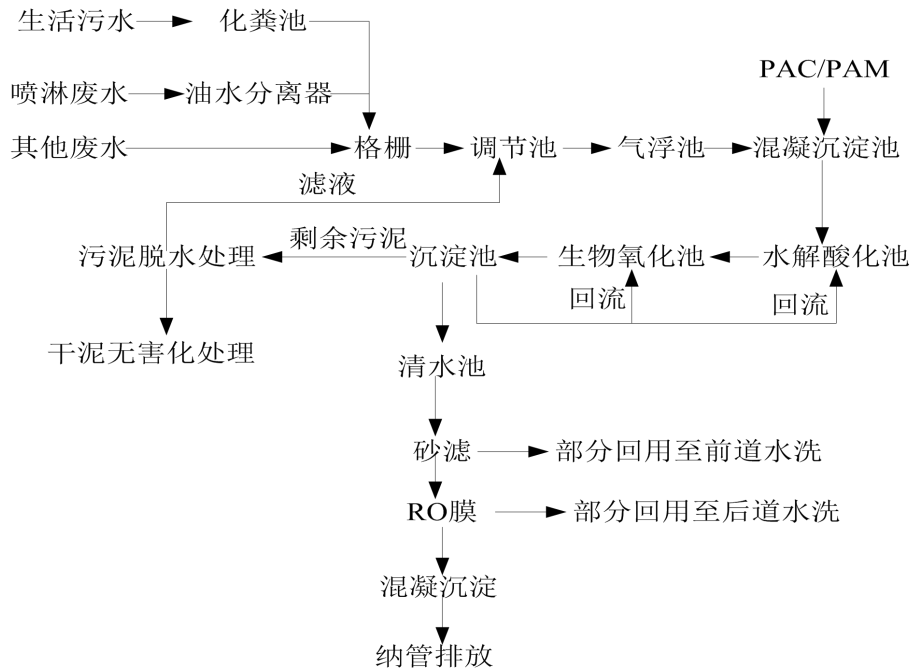 生活污水
化粪池
PAC/PAM
喷淋废水
油水分离器
其他废水
格栅
调节池
气浮池
混凝沉淀池
滤液
剩余污泥
污泥脱水处理
沉淀池
生物氧化池
水解酸化池
回流
回流
干泥无害化处理
清水池
砂滤
部分回用至前道水洗
RO膜
部分回用至后道水洗
混凝沉淀
纳管排放